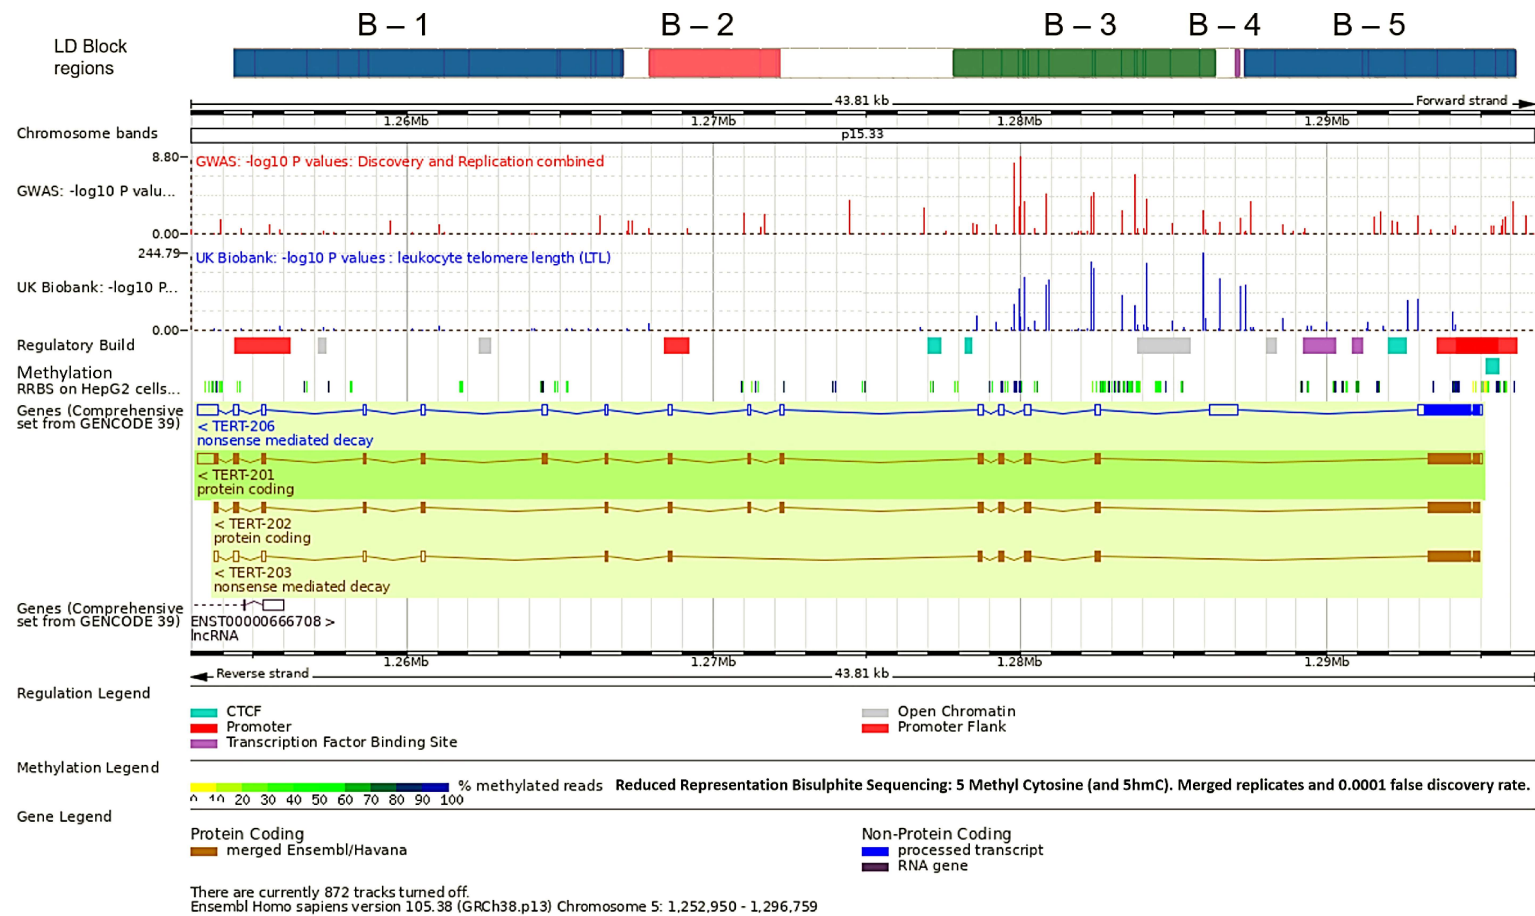 B – 1 B – 2 B – 3 B – 4 B – 5
LD Block
regions
43.81 kb Forward strand
1.26Mb 1.27Mb 1.28Mb 1.29Mb
Chromosome bands p15.33
8.80 GWAS: -log10 P values: Discovery and Replication combined
GWAS: -log10 P valu...
0.00
244.79 UK Biobank: -log10 P values : leukocyte telomere length (LTL)
UK Biobank: -log10 P...
0.00
Regulatory Build
Methylation
RRBS on HepG2 cells...
Genes (Comprehensive
set from GENCODE 39)
< TERT-206
nonsense mediated decay
< TERT-201
protein coding
< TERT-202
protein coding
< TERT-203
nonsense mediated decay
Genes (Comprehensive
set from GENCODE 39)
ENST00000666708 >
lncRNA
1.26Mb 1.27Mb 1.28Mb 1.29Mb
Reverse strand 43.81 kb
Regulation Legend
CTCF Open Chromatin
Promoter Promoter Flank
Transcription Factor Binding Site
Methylation Legend
% methylated reads Reduced Representation Bisulphite Sequencing: 5 Methyl Cytosine (and 5hmC). Merged replicates and 0.0001 false discovery rate.
0 10 20 30 40 50 60 70 80 90 100
Gene Legend
Protein Coding Non-Protein Coding
merged Ensembl/Havana processed transcript
RNA gene
There are currently 872 tracks turned off.
Ensembl Homo sapiens version 105.38 (GRCh38.p13) Chromosome 5: 1,252,950 - 1,296,759